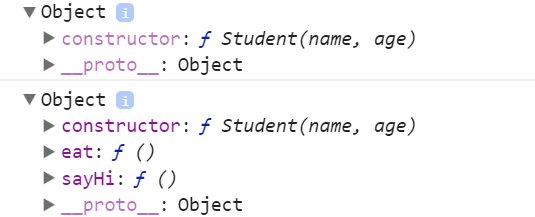 Object i
constructor: ƒ Student(name, age)
__proto__: Object
Object i
constructor: ƒ Student(name, age)
eat: ƒ ()
sayHi: ƒ ()
__proto__: Object